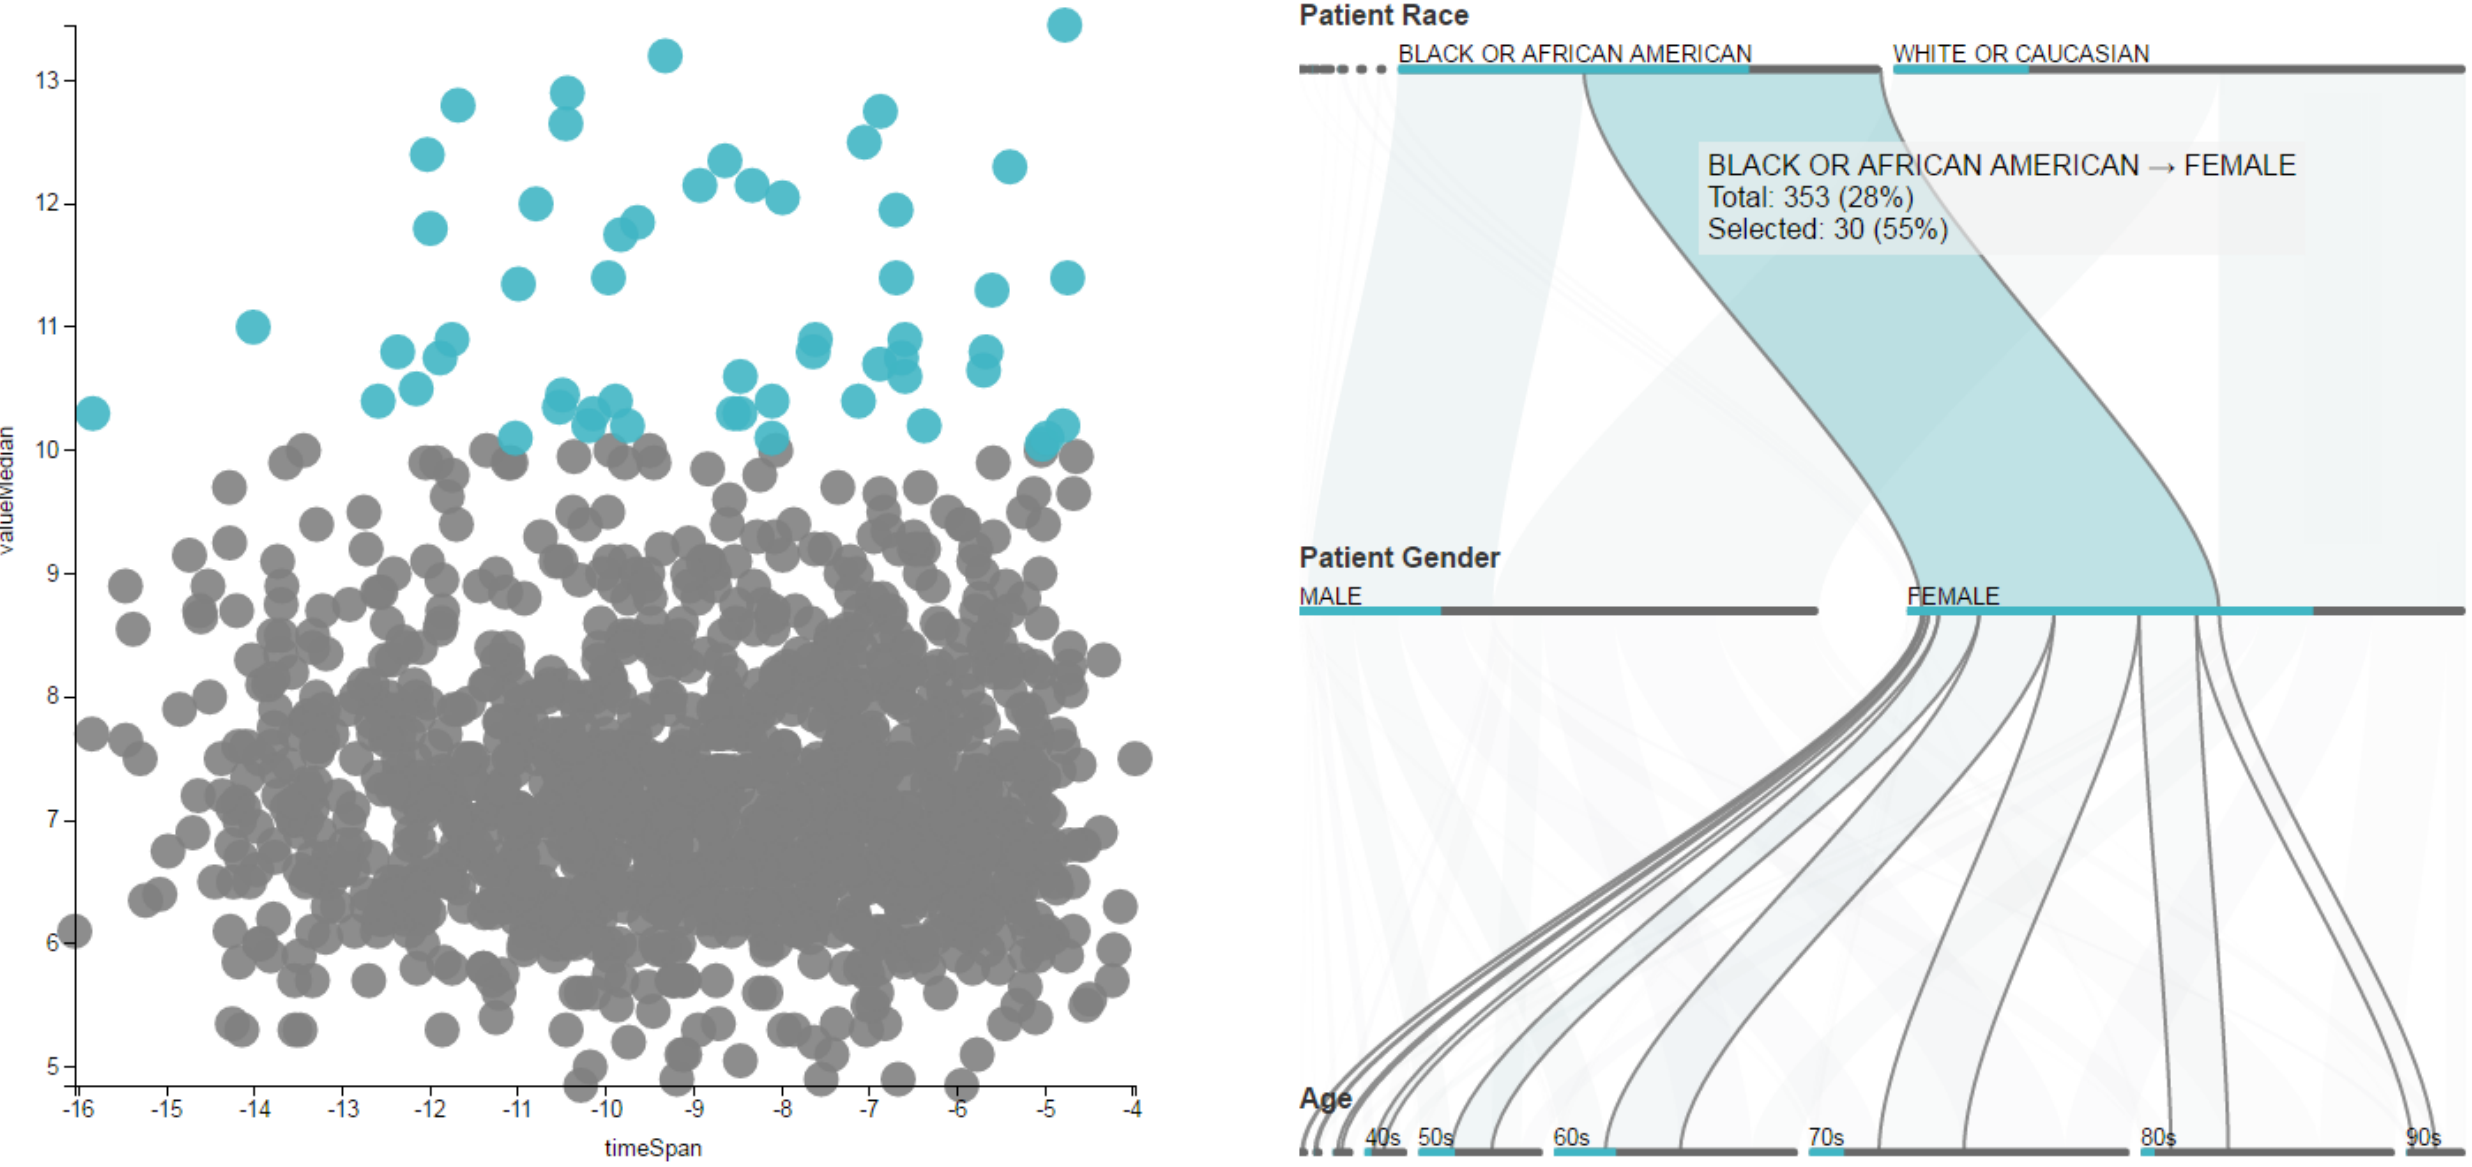 13
12
11
10
9
8
7
6
5
valueMedian
-16 -15 -14 -13 -12 -11 -10 -9 -8 -7 -6 -5 -4
timeSpan
Patient Race
BLACK OR AFRICAN AMERICAN WHITE OR CAUCASIAN
BLACK OR AFRICAN AMERICAN → FEMALE
Total: 353 (28%)
Selected: 30 (55%)
Patient Gender
MALE FEMALE
Age
40s 50s 60s 70s 80s 90s